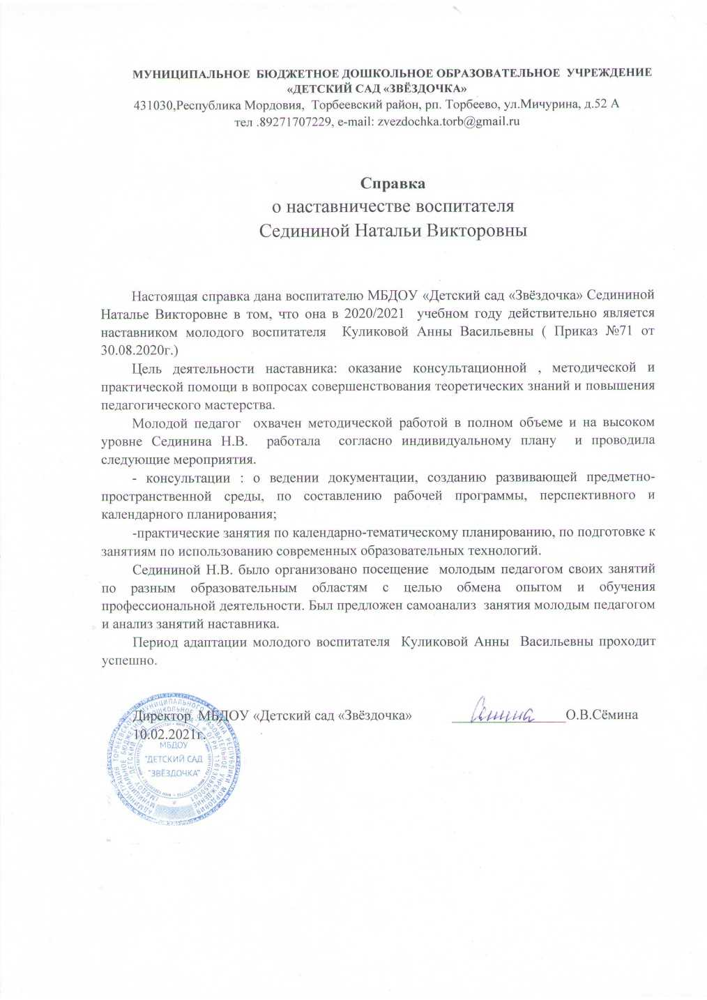 МУНИЦИПАЛЬНОЕ БЮДЖЕТНОЕ ДОШКОЛЬНОЕ ОБРАЗОВАТЕЛЬНОЕ УЧРЕЖДЕНИЕ
«ДЕТСКИЙ САД «ЗВЁЗДОЧКА»
431030,Республика Мордовия, Торбеевский район, рп. Торбеево, ул.Мичурина, д.52 А
тел .89271707229, e-mail: zvezdochka.torb@gmail.ru
Справка
о наставничестве воспитателя
Седининой Натальи Викторовны
Настоящая справка дана воспитателю МБДОУ «Детский сад «Звёздочка» Седининой
Наталье Викторовне в том, что она в 2020/2021 учебном году действительно является
наставником молодого воспитателя Куликовой Анны Васильевны ( Приказ №71 от
30.08.2020г.)
Цель деятельности наставника: оказание консультационной , методической и
практической помощи в вопросах совершенствования теоретических знаний и повышения
педагогического мастерства.
Молодой педагог охвачен методической работой в полном объеме и на высоком
уровне Сединина Н.В. работала согласно индивидуальному плану и проводила
следующие мероприятия.
- консультации : о ведении документации, созданию развивающей предметно-
пространственной среды, по составлению рабочей программы, перспективного и
календарного планирования;
-практические занятия по календарно-тематическому планированию, по подготовке к
занятиям по использованию современных образовательных технологий.
Седининой Н.В. было организовано посещение молодым педагогом своих занятий
по разным образовательным областям с целью обмена опытом и обучения
профессиональной деятельности. Был предложен самоанализ занятия молодым педагогом
и анализ занятий наставника.
Период адаптации молодого воспитателя Куликовой Анны Васильевны проходит
успешно.
Директор МБДОУ «Детский сад «Звёздочка» О.В.Сёмина
10.02.2021г.
МБДОУ
"ДЕТСКИЙ САД
"ЗВЁЗДОЧКА"